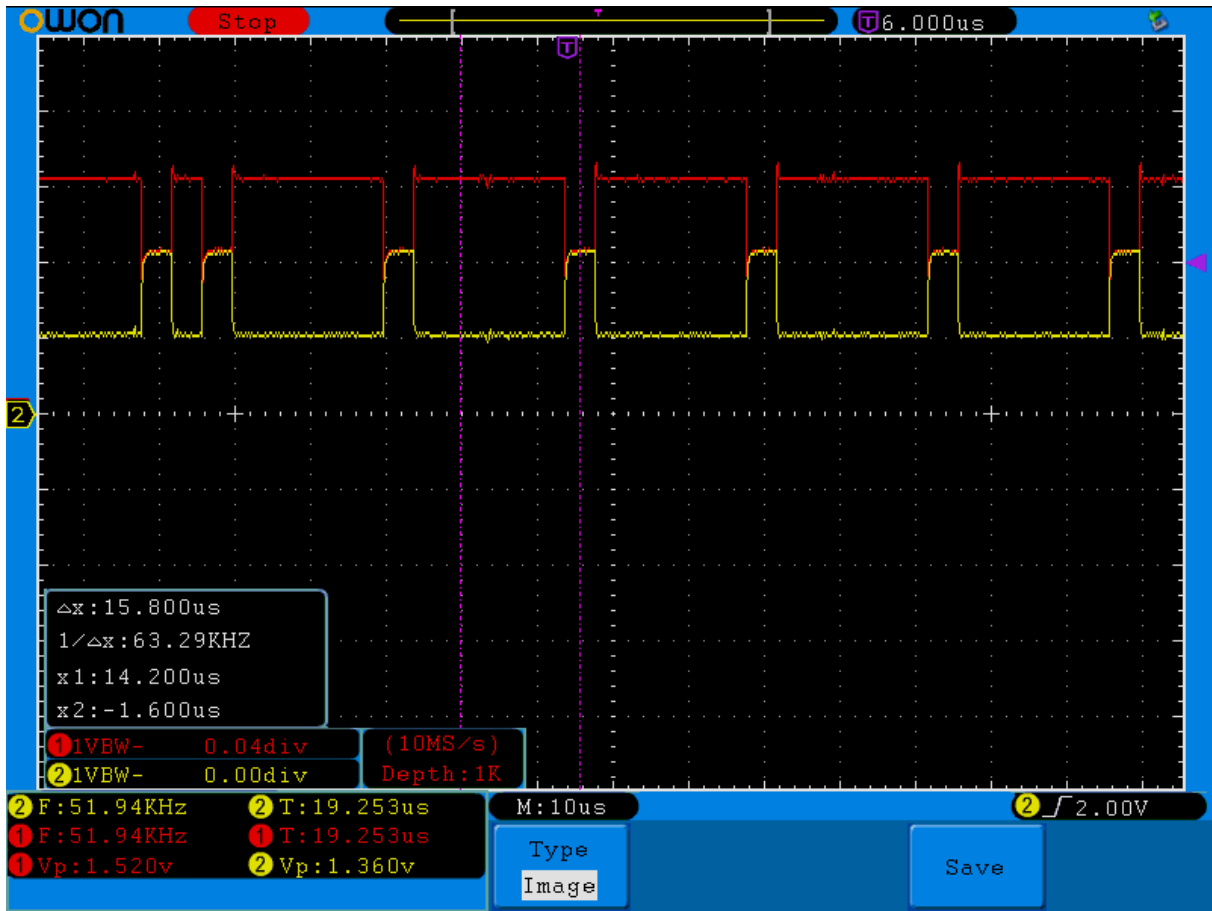 owon Stop T 6.000us
T
2
△x:15.800us
1/△x:63.29KHZ
x1:14.200us
x2:-1.600us
1 1VBW- 0.04div (10MS/s)
2 1VBW- 0.00div Depth:1K
2 F:51.94KHz 2 T:19.253us M:10us 2 2.00V
1 F:51.94KHz 1 T:19.253us
1 Vp:1.520v 2 Vp:1.360v
Type
Image
Save